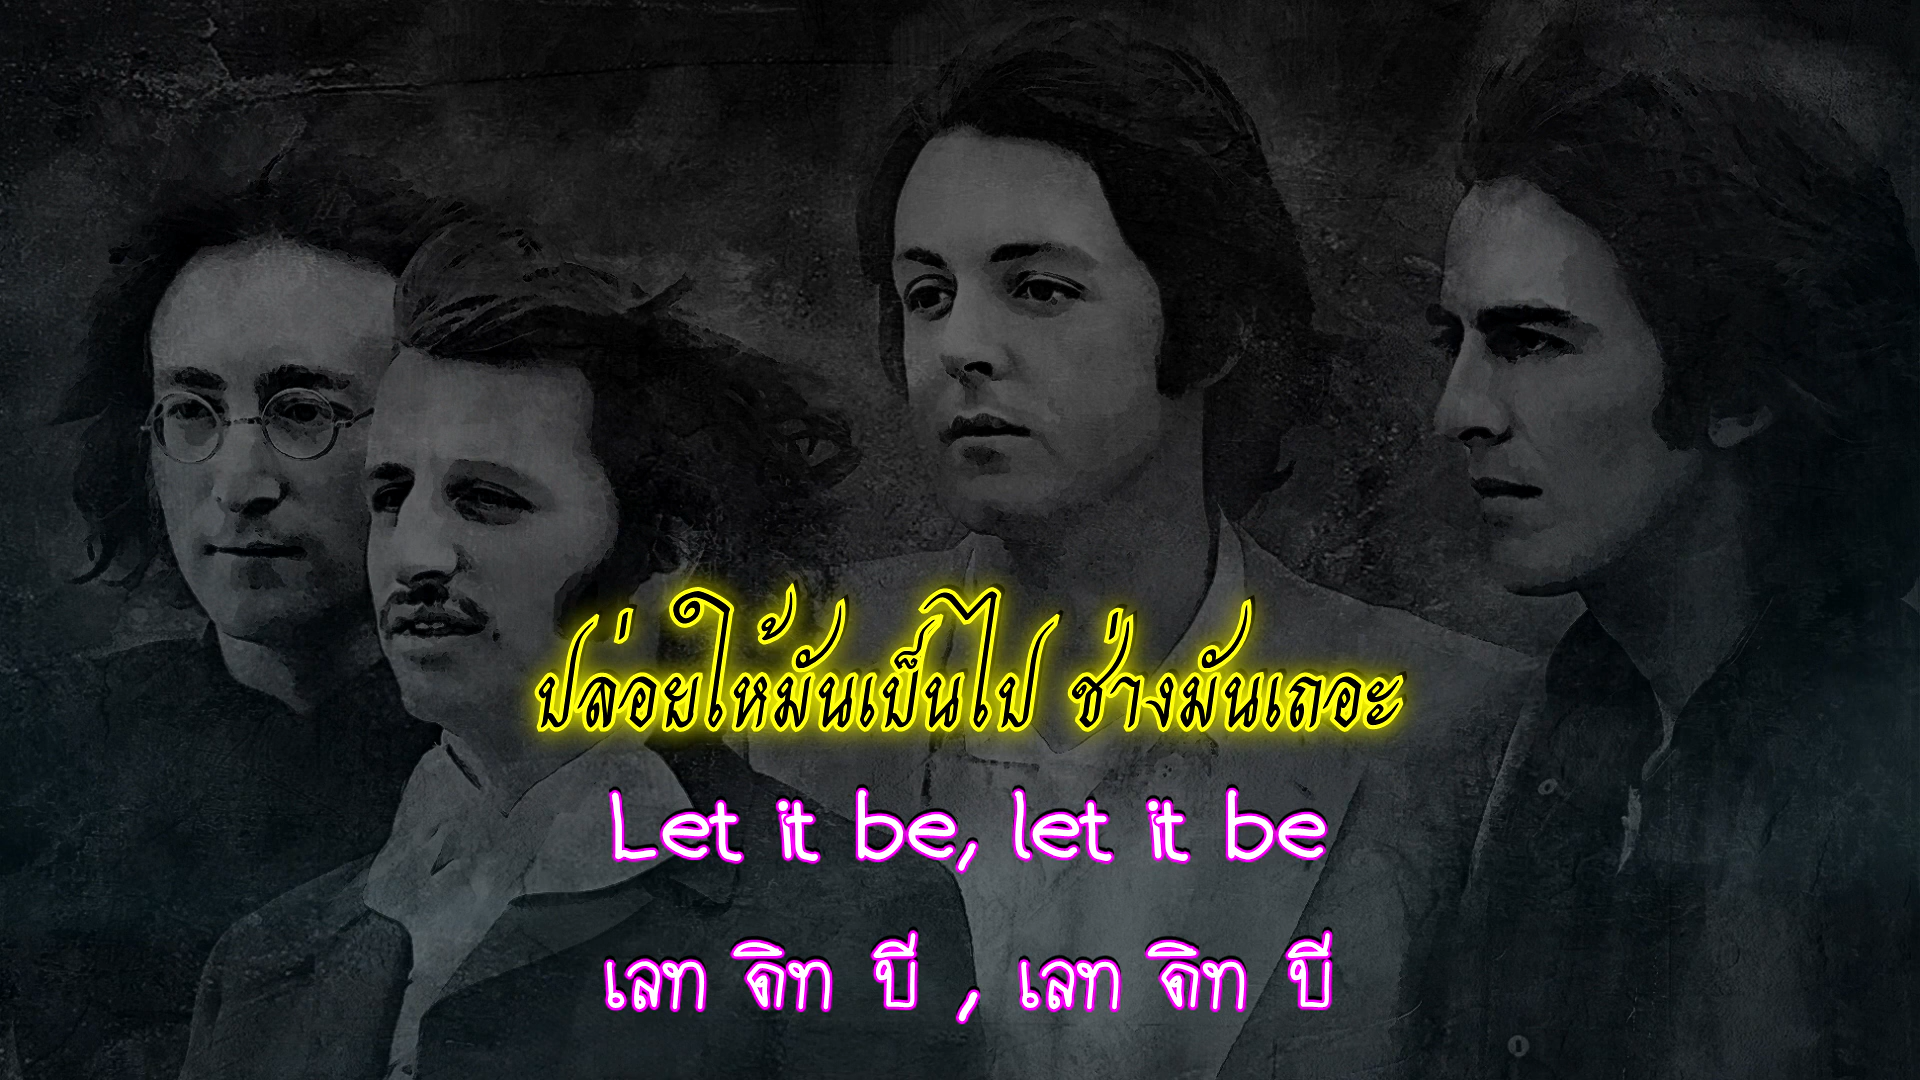 ปล่อยให้มันเป็นไป ช่างมันเถอะ
Let it be, let it be
เลท ดิท บี , เลท ดิท บี